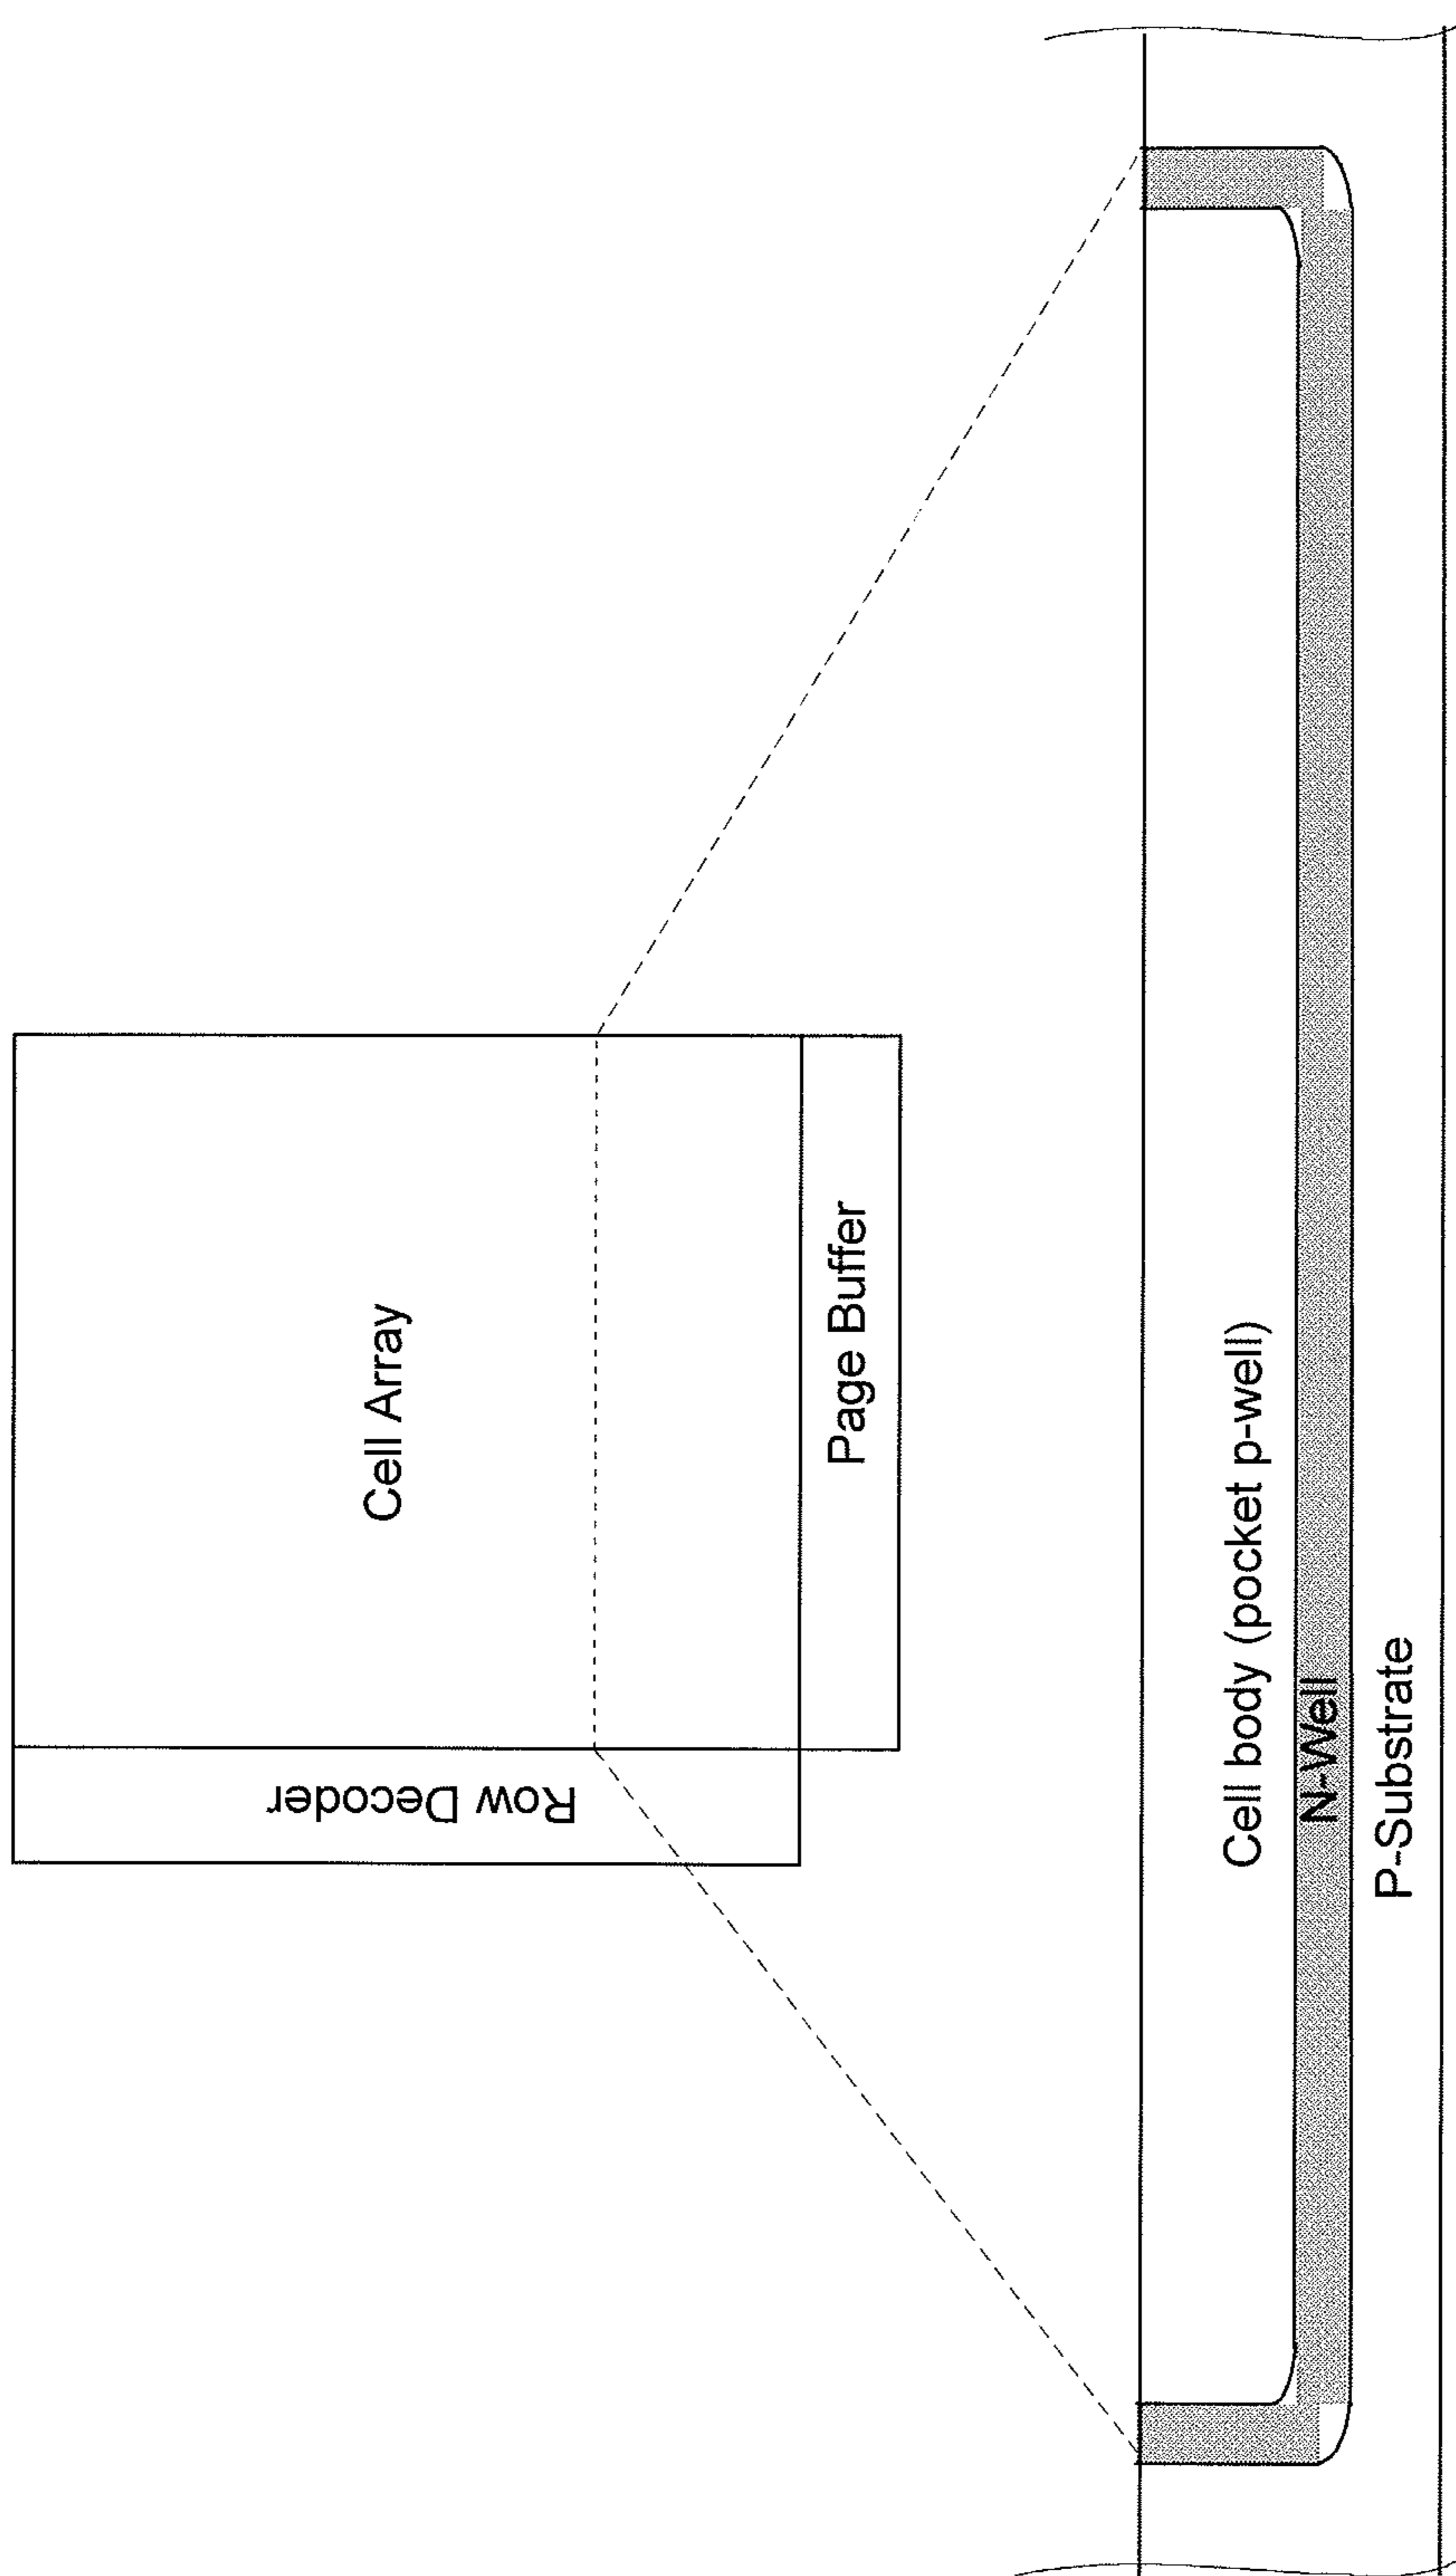 Row Decoder
Cell Array
Page Buffer
Cell body (pocket p-well)
N-Well
P-Substrate